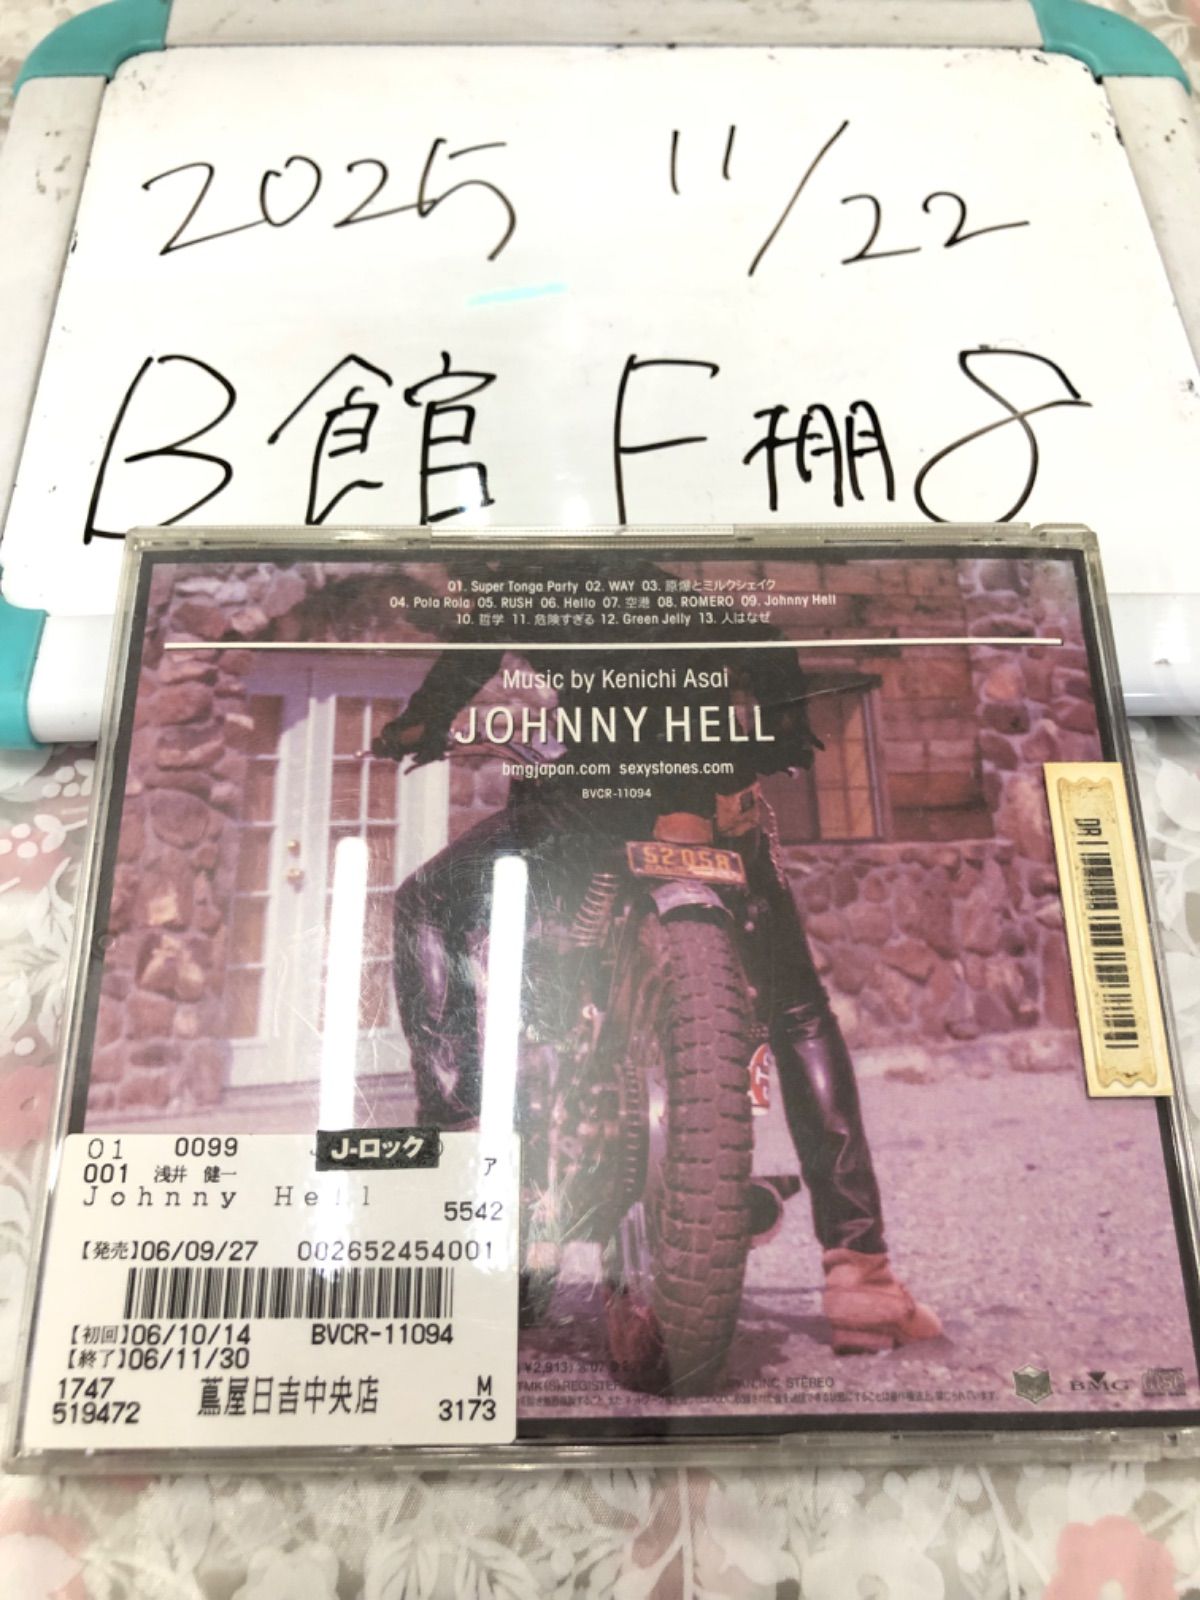 2025 11/22
B館 F棚8
01. Super Tonga Party 02. WAY 03. 原爆とミルクシェイク
04. Pola Rola 05. RUSH 06. Hello 07. 空港 08. ROMERO 09. Johnny Hell
10. 哲学 11. 危険すぎる 12. Green Jelly 13. 人はなぜ
Music by Kenichi Asai
JOHNNY HELL
bmgjapan.com sexystones.com
BVCR-11094
S2058
DR
01 0099 J-ロック
001 浅井 健一 ア
Johnny Hell
5542
【発売】06/09/27 002652454001
【初回】06/10/14 BVCR-11094
【終了】06/11/30
1747 蔦屋日吉中央店 M
519472 3173
STEREO
BMG